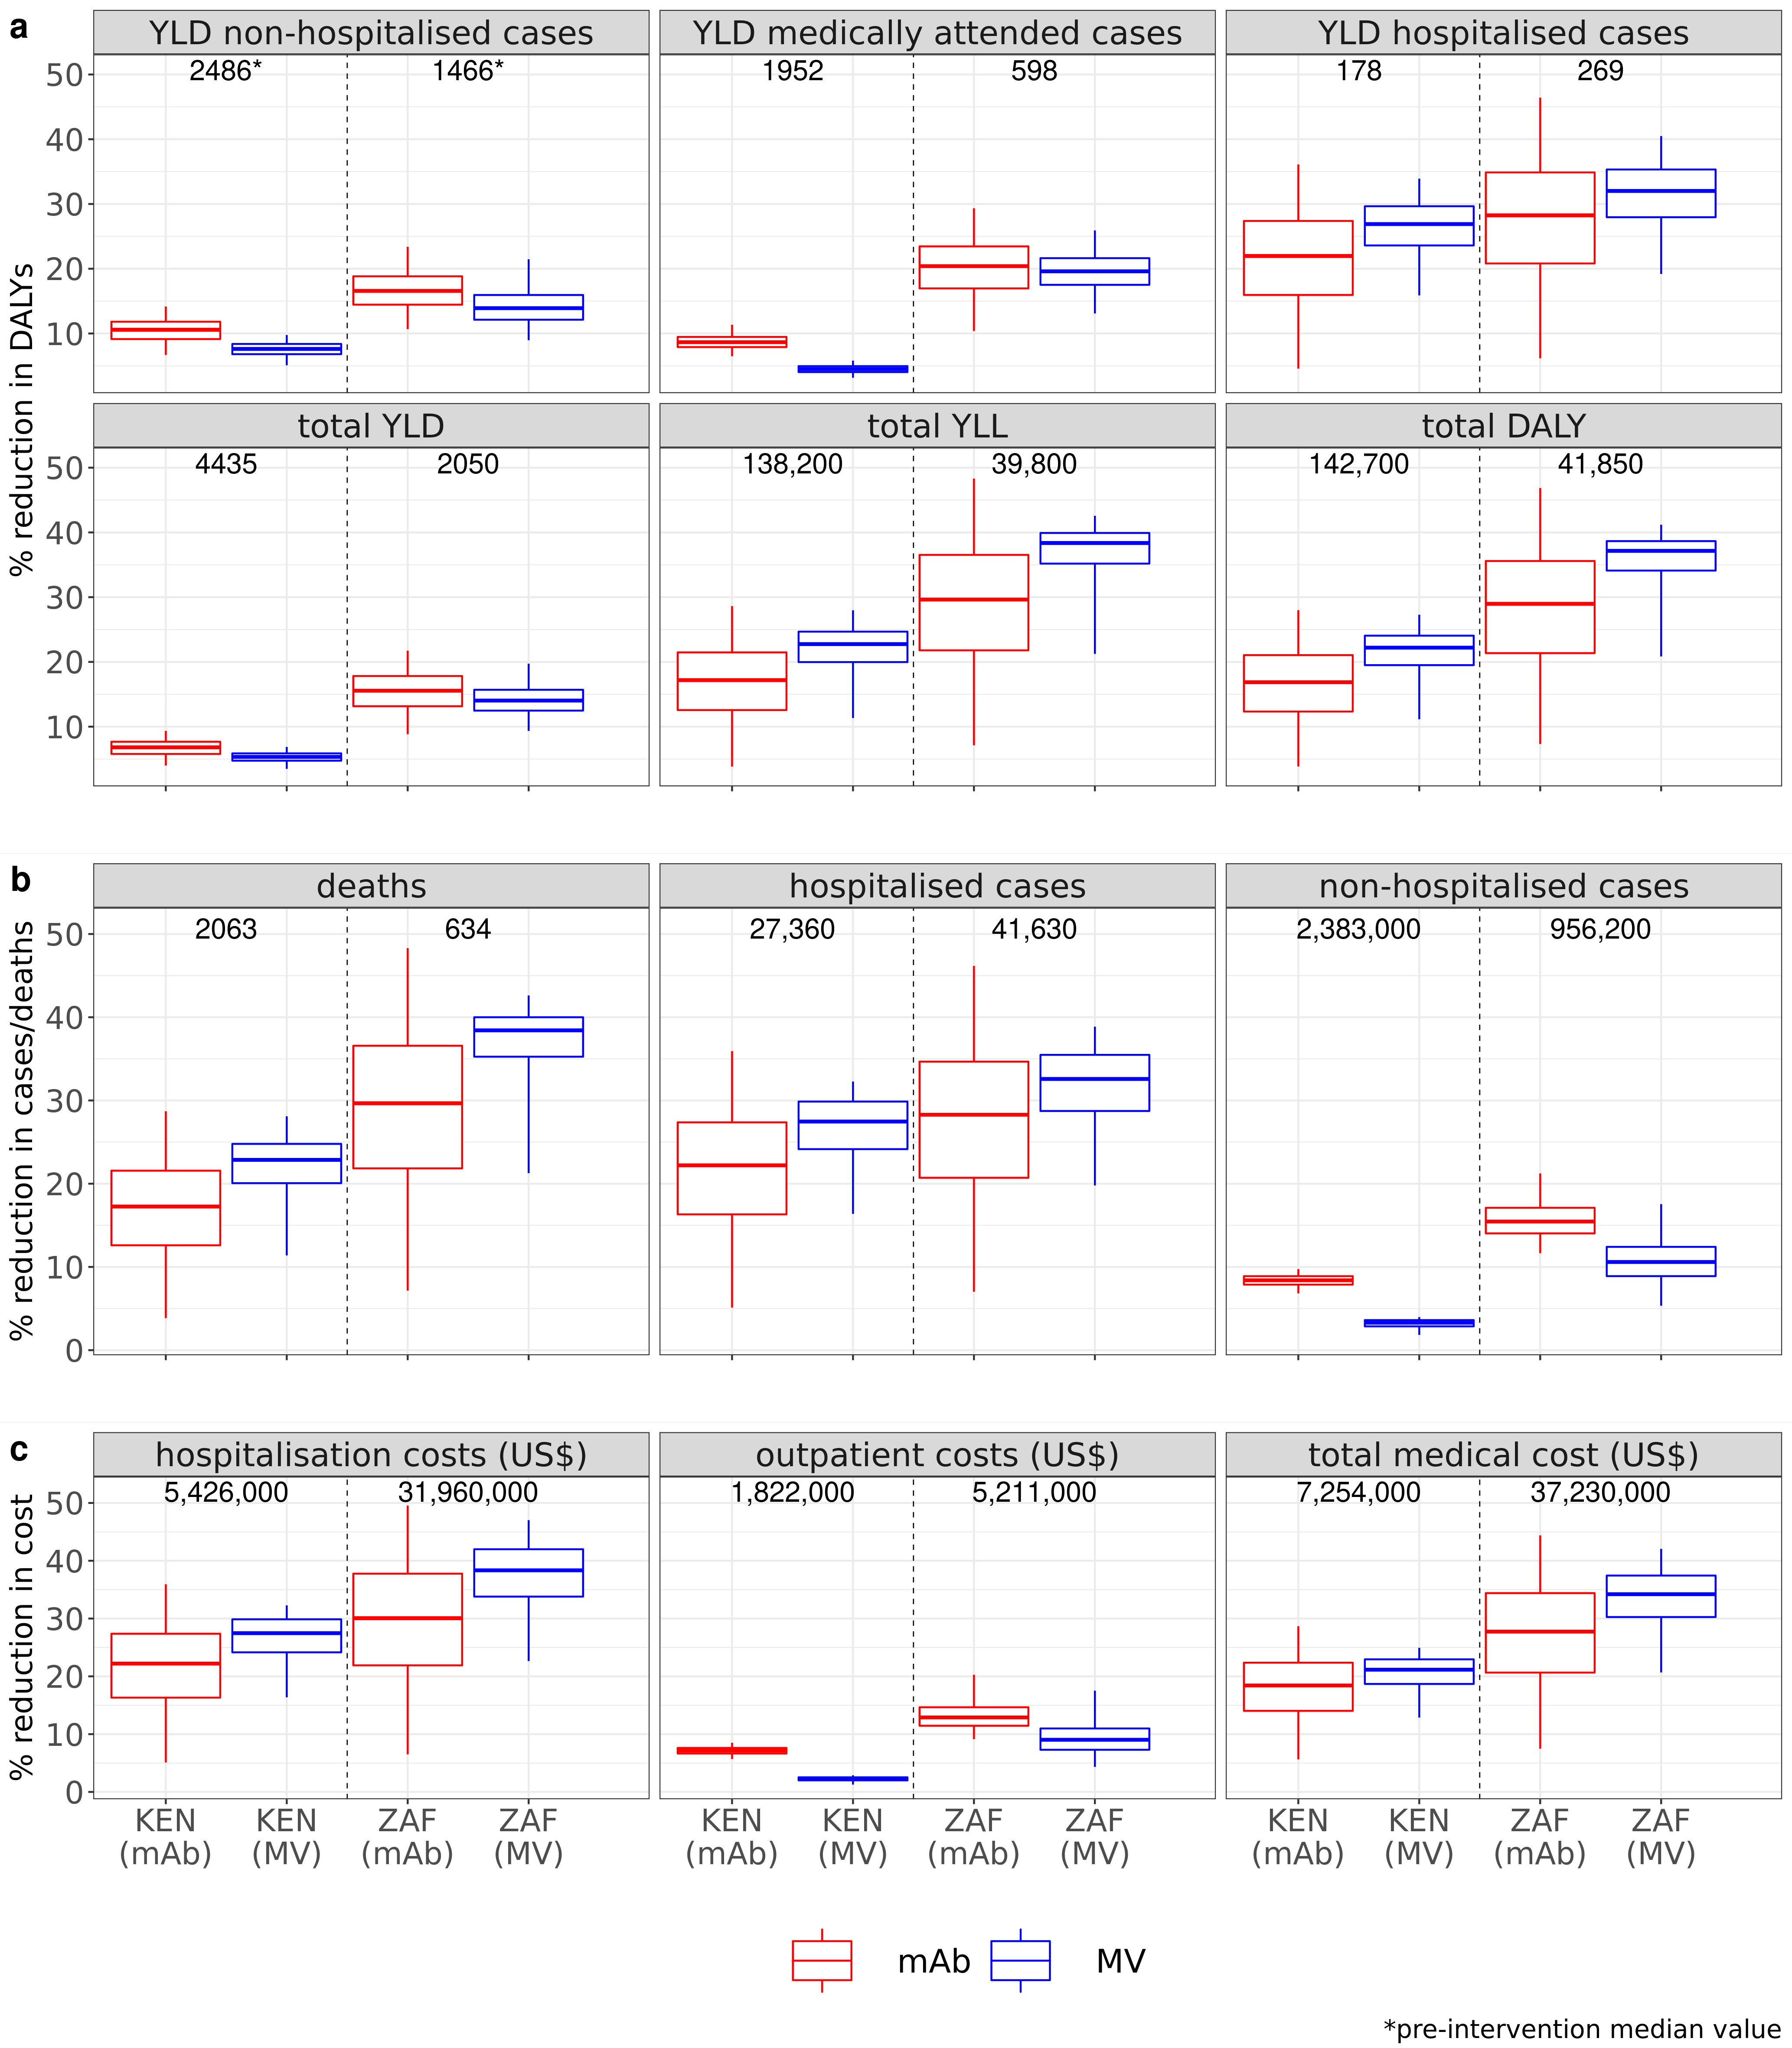 a
YLD non-hospitalised cases YLD medically attended cases YLD hospitalised cases
2486* 1466* 1952 598 178 269
50
40
30
20
10
% reduction in DALYs
total YLD total YLL total DALY
4435 2050 138,200 39,800 142,700 41,850
50
40
30
20
10
b
deaths hospitalised cases non-hospitalised cases
2063 634 27,360 41,630 2,383,000 956,200
50
40
30
20
10
0
% reduction in cases/deaths
c
hospitalisation costs (US$) outpatient costs (US$) total medical cost (US$)
5,426,000 31,960,000 1,822,000 5,211,000 7,254,000 37,230,000
50
40
30
20
10
0
% reduction in cost
KEN KEN ZAF ZAF KEN KEN ZAF ZAF KEN KEN ZAF ZAF
(mAb) (MV) (mAb) (MV) (mAb) (MV) (mAb) (MV) (mAb) (MV) (mAb) (MV)
mAb MV
*pre-intervention median value